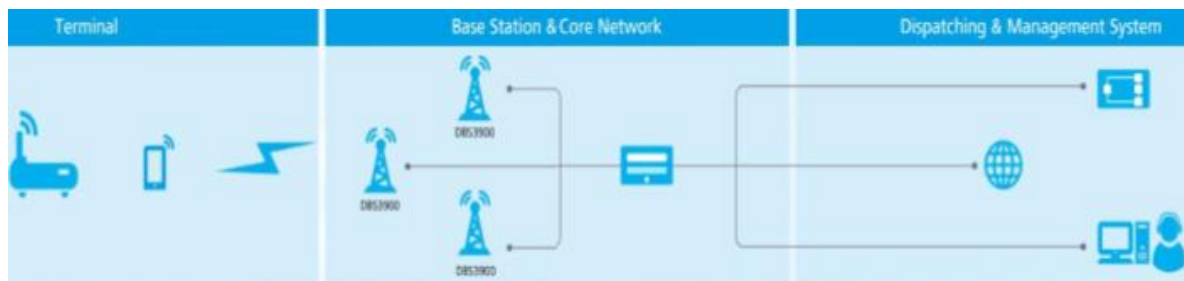 Terminal
Base Station & Core Network
Dispatching & Management System
DBS3900
DBS3900
DBS3900